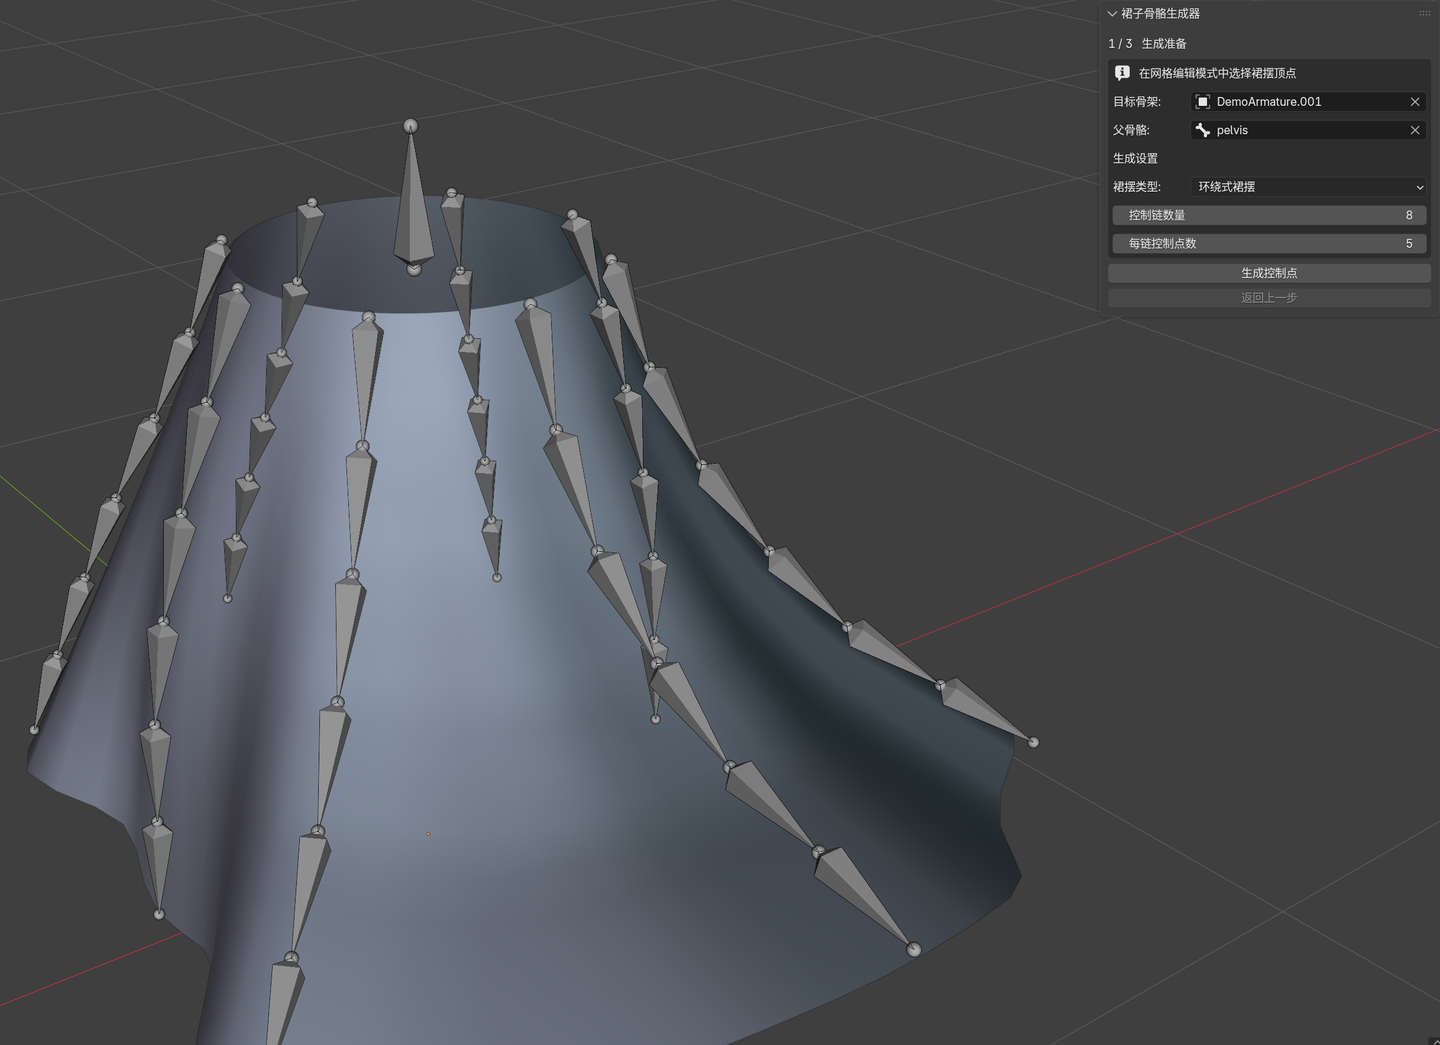 裙子骨骼生成器
1 / 3 生成准备
在网格编辑模式中选择裙摆顶点
目标骨架: DemoArmature.001
父骨骼: pelvis
生成设置
裙摆类型: 环绕式裙摆
控制链数量 8
每链控制点数 5
生成控制点
返回上一步